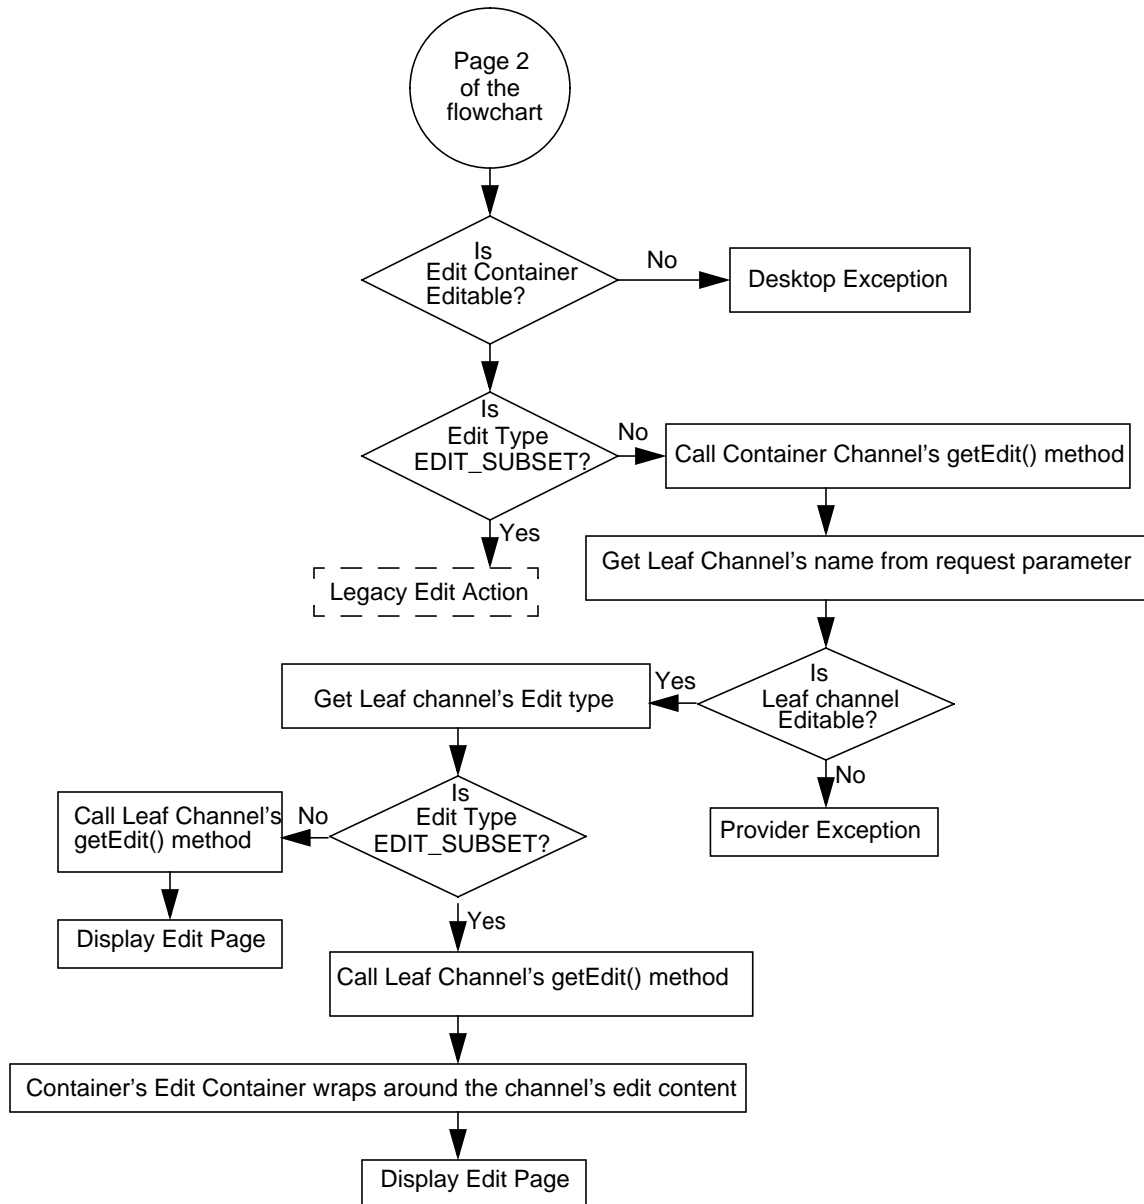 Page 2
of the
flowchart
Is
Edit Container
Editable?
No
Desktop Exception
Is
Edit Type
EDIT_SUBSET?
No
Call Container Channel's getEdit() method
Yes
Legacy Edit Action
Get Leaf Channel's name from request parameter
Is
Leaf channel
Editable?
Yes
Get Leaf channel's Edit type
No
Provider Exception
Is
Edit Type
EDIT_SUBSET?
No
Call Leaf Channel's
getEdit() method
Display Edit Page
Yes
Call Leaf Channel's getEdit() method
Container's Edit Container wraps around the channel's edit content
Display Edit Page